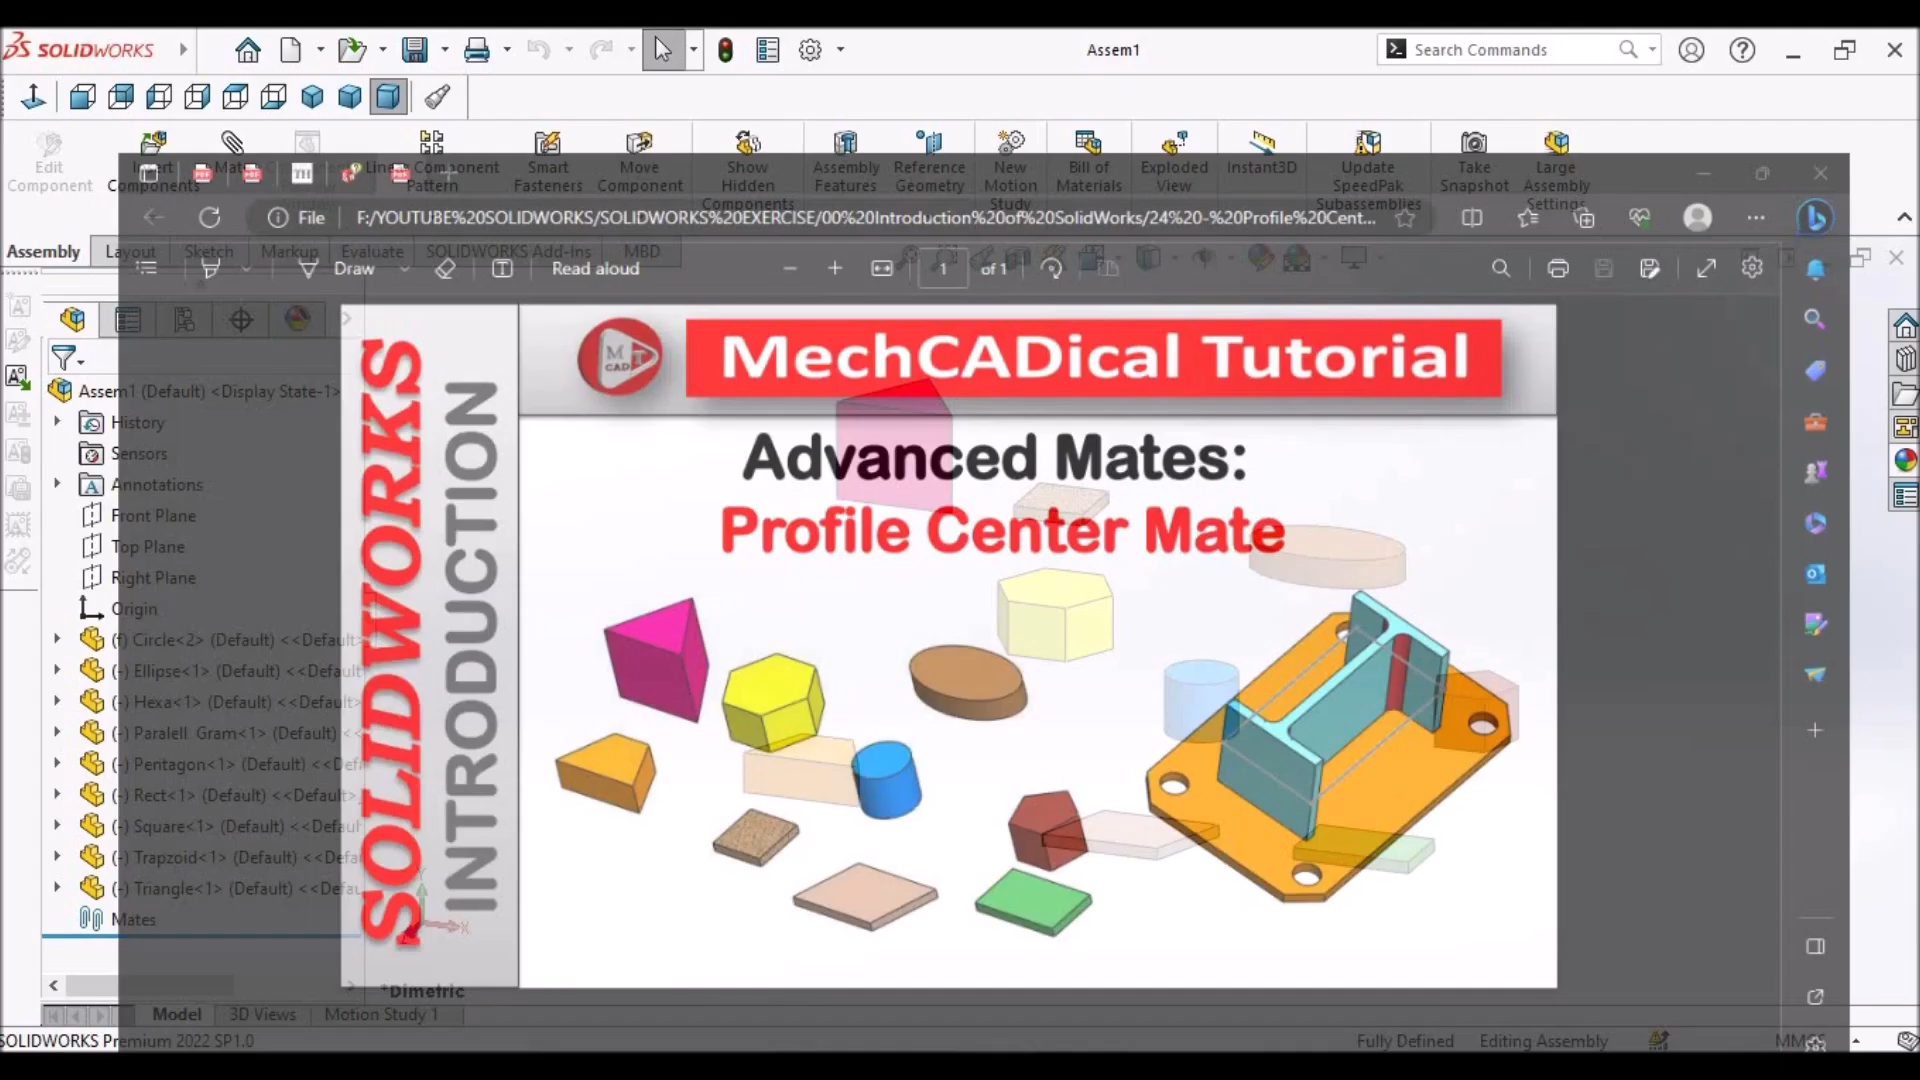 SOLIDWORKS
Assem1
Search Commands
Edit Component
Insert Components
Linear Component Pattern
Smart Fasteners
Move Component
Show Hidden Components
Assembly Features
Reference Geometry
New Motion Study
Bill of Materials
Exploded View
Instant3D
Update SpeedPak Subassemblies
Take Snapshot
Large Assembly Settings
File
F:/YOUTUBE%20SOLIDWORKS/SOLIDWORKS%20EXERCISE/00%20Introduction%20of%20SolidWorks/24%20-%20Profile%20Cent...
Assembly
Layout
Sketch
Markup
Evaluate
SOLIDWORKS Add-Ins
MBD
Draw
Read aloud
1
of 1
MechCADical Tutorial
Advanced Mates:
Profile Center Mate
SOLIDWORKS
INTRODUCTION
Assem1 (Default) <Display State-1>
History
Sensors
Annotations
Front Plane
Top Plane
Right Plane
Origin
(f) Circle<2> (Default) <<Default>
(-) Ellipse<1> (Default) <<Default>
(-) Hexa<1> (Default) <<Default>
(-) Paralell Gram<1> (Default) <<
(-) Pentagon<1> (Default) <<Def
(-) Rect<1> (Default) <<Default>
(-) Square<1> (Default) <<Defaul
(-) Trapzoid<1> (Default) <<Defa
(-) Triangle<1> (Default) <<Defau
Mates
*Dimetric
Model
3D Views
Motion Study 1
SOLIDWORKS Premium 2022 SP1.0
Fully Defined
Editing Assembly